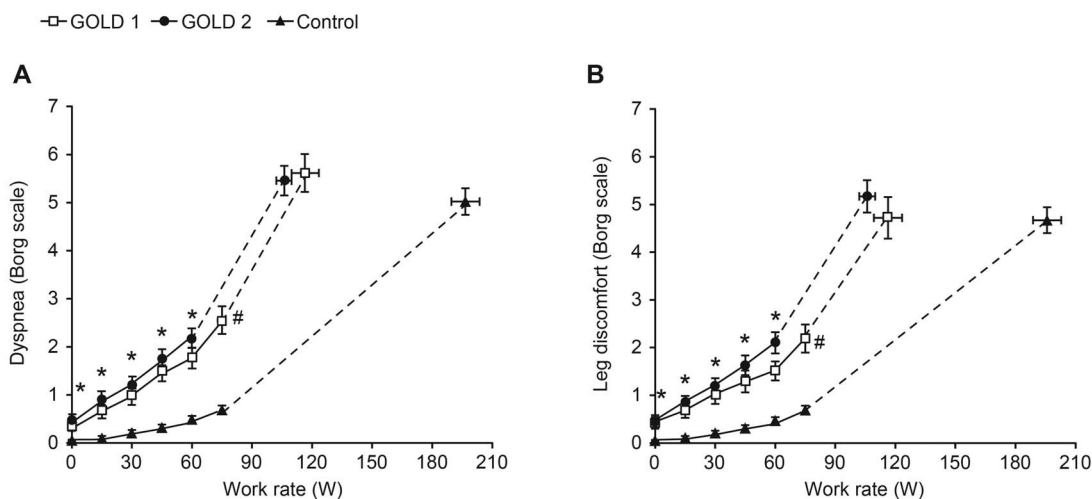 GOLD 1 GOLD 2 Control
A
Dyspnea (Borg scale)
7
6
5
4
3
2
1
0
* * * * * #
0 30 60 90 120 150 180 210
Work rate (W)
B
Leg discomfort (Borg scale)
7
6
5
4
3
2
1
0
* * * * * #
0 30 60 90 120 150 180 210
Work rate (W)